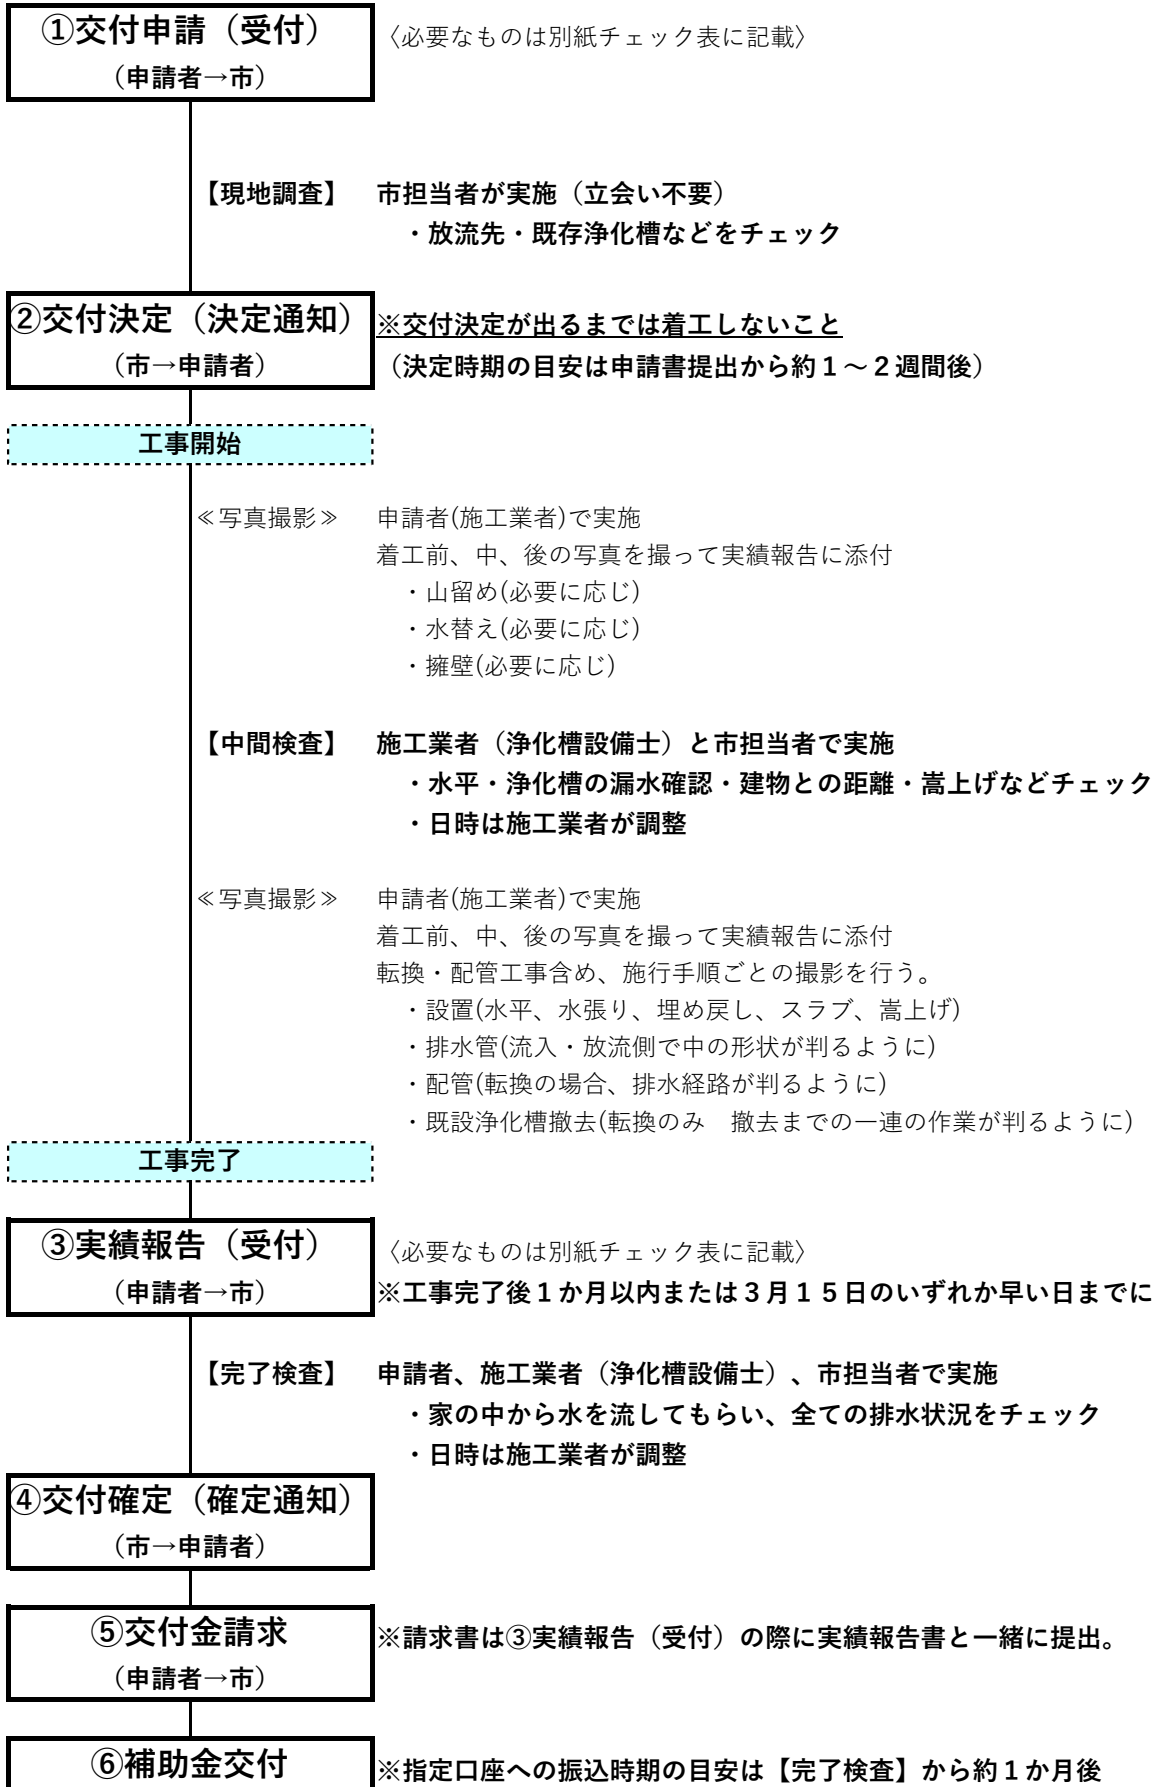 ①交付申請（受付）
（申請者→市）
〈必要なものは別紙チェック表に記載〉
【現地調査】　市担当者が実施（立会い不要）
・放流先・既存浄化槽などをチェック
②交付決定（決定通知）
（市→申請者）
※交付決定が出るまでは着工しないこと
（決定時期の目安は申請書提出から約１～２週間後）
工事開始
≪写真撮影≫　申請者(施工業者)で実施
着工前、中、後の写真を撮って実績報告に添付
・山留め(必要に応じ)
・水替え(必要に応じ)
・擁壁(必要に応じ)
【中間検査】　施工業者（浄化槽設備士）と市担当者で実施
・水平・浄化槽の漏水確認・建物との距離・嵩上げなどチェック
・日時は施工業者が調整
≪写真撮影≫　申請者(施工業者)で実施
着工前、中、後の写真を撮って実績報告に添付
転換・配管工事含め、施行手順ごとの撮影を行う。
・設置(水平、水張り、埋め戻し、スラブ、嵩上げ)
・排水管(流入・放流側で中の形状が判るように)
・配管(転換の場合、排水経路が判るように)
・既設浄化槽撤去(転換のみ　撤去までの一連の作業が判るように)
工事完了
③実績報告（受付）
（申請者→市）
〈必要なものは別紙チェック表に記載〉
※工事完了後１か月以内または３月１５日のいずれか早い日までに
【完了検査】　申請者、施工業者（浄化槽設備士）、市担当者で実施
・家の中から水を流してもらい、全ての排水状況をチェック
・日時は施工業者が調整
④交付確定（確定通知）
（市→申請者）
⑤交付金請求
（申請者→市）
※請求書は③実績報告（受付）の際に実績報告書と一緒に提出。
⑥補助金交付
※指定口座への振込時期の目安は【完了検査】から約１か月後